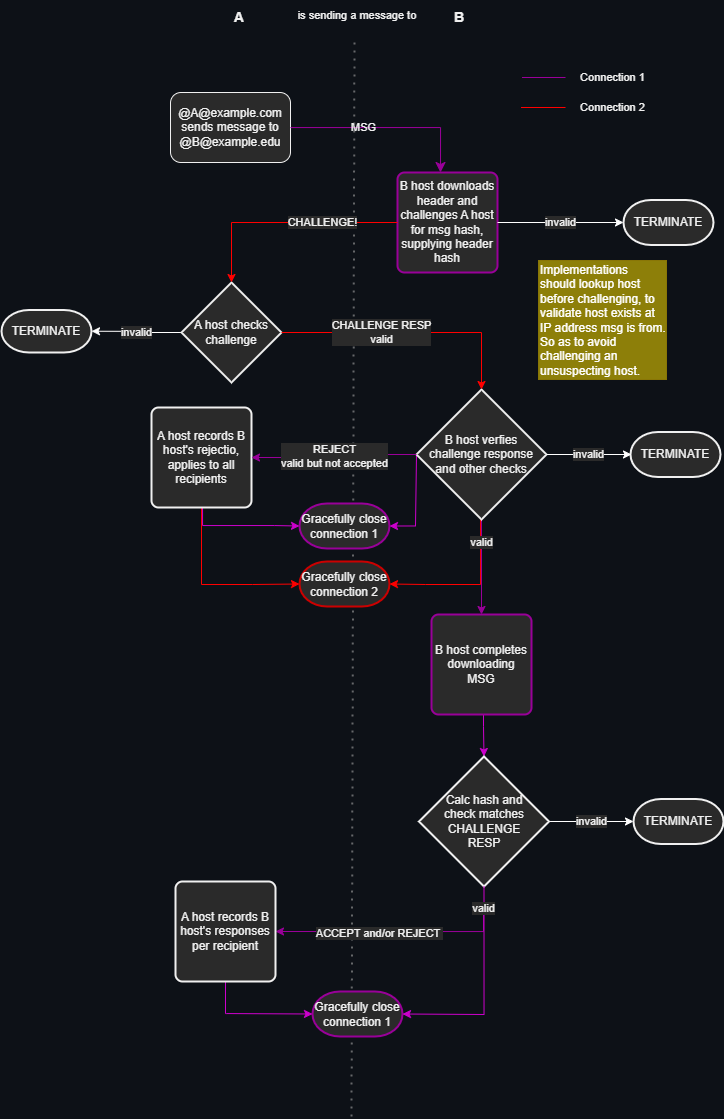 A
is sending a message to
B
Connection 1
Connection 2
@A@example.com
sends message to
@B@example.edu
MSG
B host downloads
header and
challenges A host
for msg hash,
supplying header
hash
CHALLENGE!
invalid
TERMINATE
Implementations
should lookup host
before challenging, to
validate host exists at
IP address msg is from.
So as to avoid
challenging an
unsuspecting host.
TERMINATE
invalid
A host checks
challenge
CHALLENGE RESP
valid
A host records B
host's rejectio,
applies to all
recipients
REJECT
valid but not accepted
B host verfies
challenge response
and other checks
invalid
TERMINATE
Gracefully close
connection 1
valid
Gracefully close
connection 2
B host completes
downloading
MSG
Calc hash and
check matches
CHALLENGE
RESP
invalid
TERMINATE
valid
A host records B
host's responses
per recipient
ACCEPT and/or REJECT
Gracefully close
connection 1